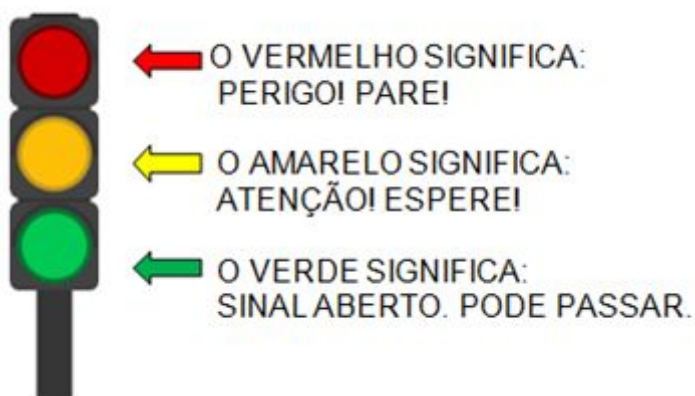 O VERMELHO SIGNIFICA:
PERIGO! PARE!
O AMARELO SIGNIFICA:
ATENÇÃO! ESPERE!
O VERDE SIGNIFICA:
SINAL ABERTO. PODE PASSAR.